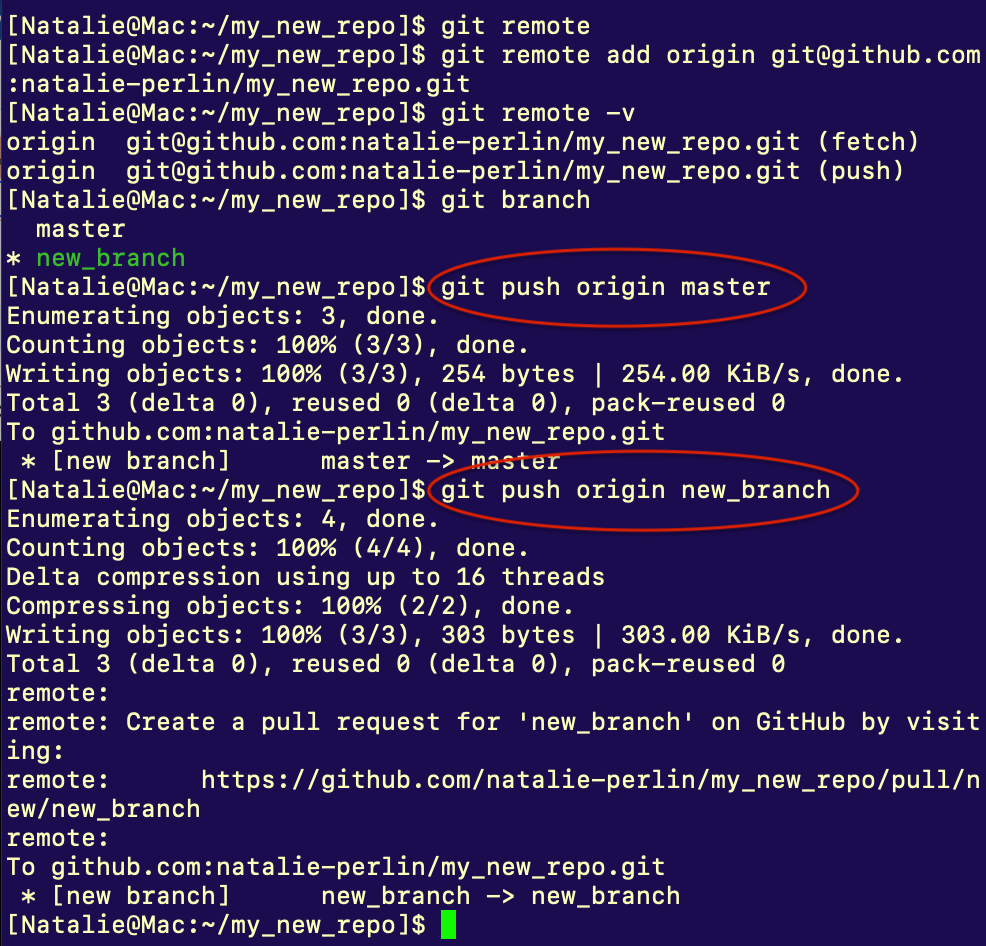 [Natalie@Mac:~/my_new_repo]$ git remote
[Natalie@Mac:~/my_new_repo]$ git remote add origin git@github.com
:natalie-perlin/my_new_repo.git
[Natalie@Mac:~/my_new_repo]$ git remote -v
origin  git@github.com:natalie-perlin/my_new_repo.git (fetch)
origin  git@github.com:natalie-perlin/my_new_repo.git (push)
[Natalie@Mac:~/my_new_repo]$ git branch
  master
* new_branch
[Natalie@Mac:~/my_new_repo]$ git push origin master
Enumerating objects: 3, done.
Counting objects: 100% (3/3), done.
Writing objects: 100% (3/3), 254 bytes | 254.00 KiB/s, done.
Total 3 (delta 0), reused 0 (delta 0), pack-reused 0
To github.com:natalie-perlin/my_new_repo.git
 * [new branch]      master -> master
[Natalie@Mac:~/my_new_repo]$ git push origin new_branch
Enumerating objects: 4, done.
Counting objects: 100% (4/4), done.
Delta compression using up to 16 threads
Compressing objects: 100% (2/2), done.
Writing objects: 100% (3/3), 303 bytes | 303.00 KiB/s, done.
Total 3 (delta 0), reused 0 (delta 0), pack-reused 0
remote:
remote: Create a pull request for 'new_branch' on GitHub by visit
ing:
remote:      https://github.com/natalie-perlin/my_new_repo/pull/n
ew/new_branch
remote:
To github.com:natalie-perlin/my_new_repo.git
 * [new branch]      new_branch -> new_branch
[Natalie@Mac:~/my_new_repo]$